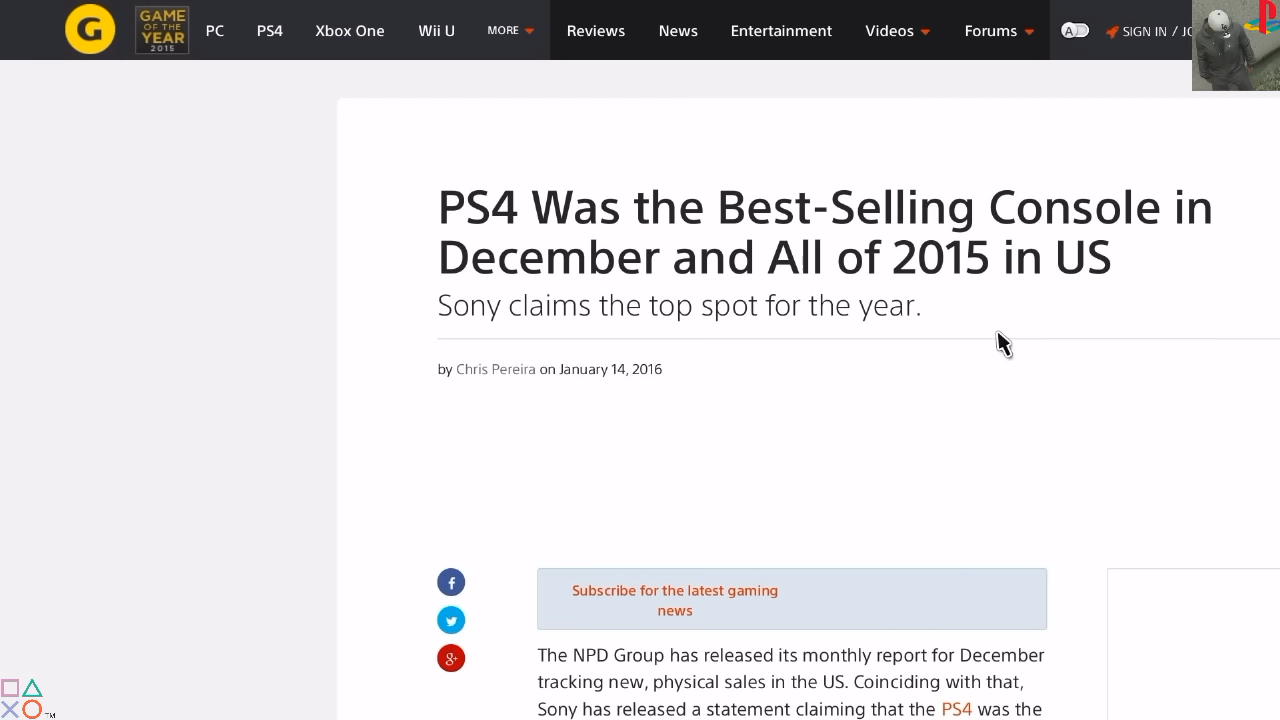 G
GAME
OF THE
YEAR
2015
PC PS4 Xbox One Wii U MORE Reviews News Entertainment Videos Forums A SIGN IN / JO
PS4 Was the Best-Selling Console in
December and All of 2015 in US
Sony claims the top spot for the year.
by Chris Pereira on January 14, 2016
f
g+
Subscribe for the latest gaming
news
The NPD Group has released its monthly report for December
tracking new, physical sales in the US. Coinciding with that,
Sony has released a statement claiming that the PS4 was the
TM